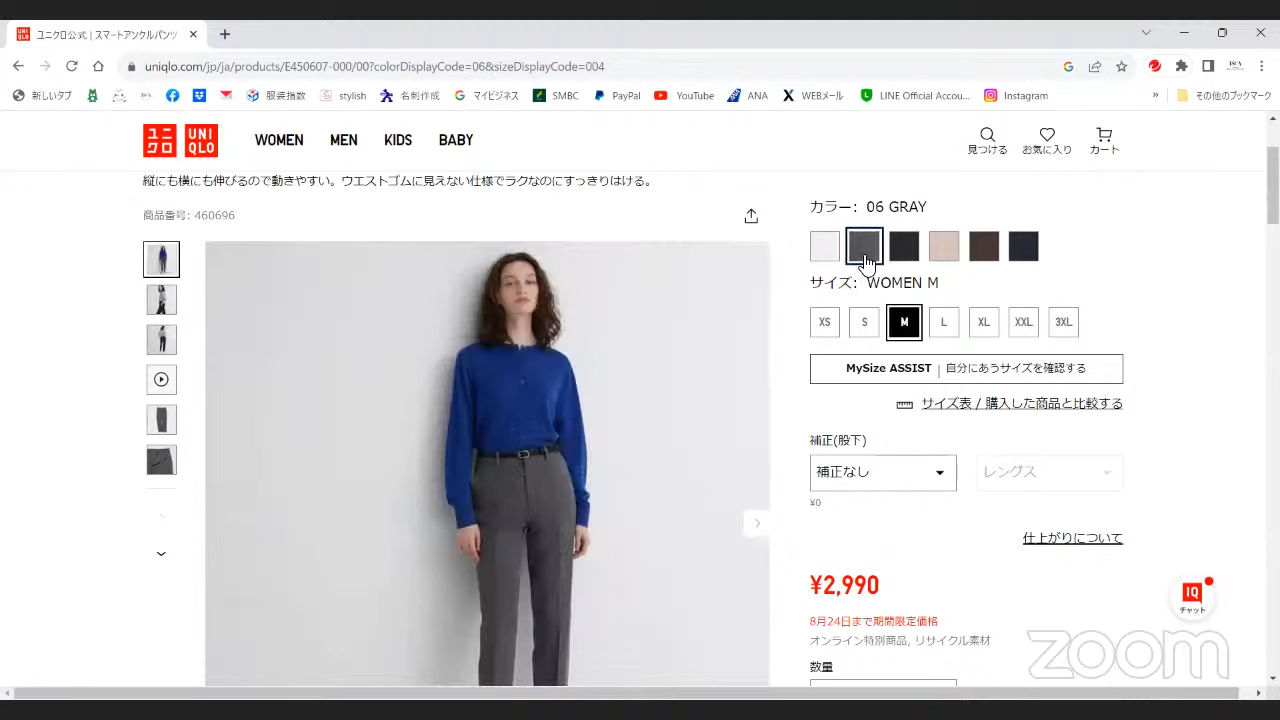 ユニクロ公式 | スマートアンクルパンツ
uniqlo.com/jp/ja/products/E450607-000/00?colorDisplayCode=06&sizeDisplayCode=004
新しいタブ
服装指数
stylish
名刺作成
マイビジネス
SMBC
PayPal
YouTube
ANA
WEBメール
LINE Official Accou...
Instagram
»
その他のブックマーク
ユニクロ
UNIQLO
WOMEN
MEN
KIDS
BABY
見つける
お気に入り
カート
縦にも横にも伸びるので動きやすい。ウエストゴムに見えない仕様でラクなのにすっきりはける。
商品番号: 460696
カラー: 06 GRAY
サイズ: WOMEN M
XS
S
M
L
XL
XXL
3XL
MySize ASSIST | 自分にあうサイズを確認する
サイズ表 / 購入した商品と比較する
補正(股下)
補正なし
レングス
¥0
仕上がりについて
¥2,990
8月24日まで期間限定価格
オンライン特別商品, リサイクル素材
数量
IQ
チャット
zoom